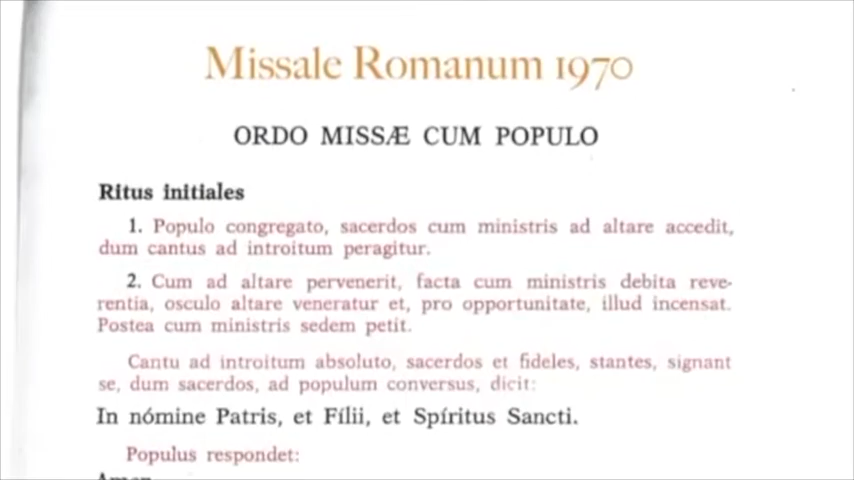 Missale Romanum 1970
ORDO MISSÆ CUM POPULO
Ritus initiales
1. Populo congregato, sacerdos cum ministris ad altare accedit,
dum cantus ad introitum peragitur.
2. Cum ad altare pervenerit, facta cum ministris debita reve-
rentia, osculo altare veneratur et, pro opportunitate, illud incensat.
Postea cum ministris sedem petit.
Cantu ad introitum absoluto, sacerdos et fideles, stantes, signant
se, dum sacerdos, ad populum conversus, dicit:
In nómine Patris, et Fílii, et Spíritus Sancti.
Populus respondet: